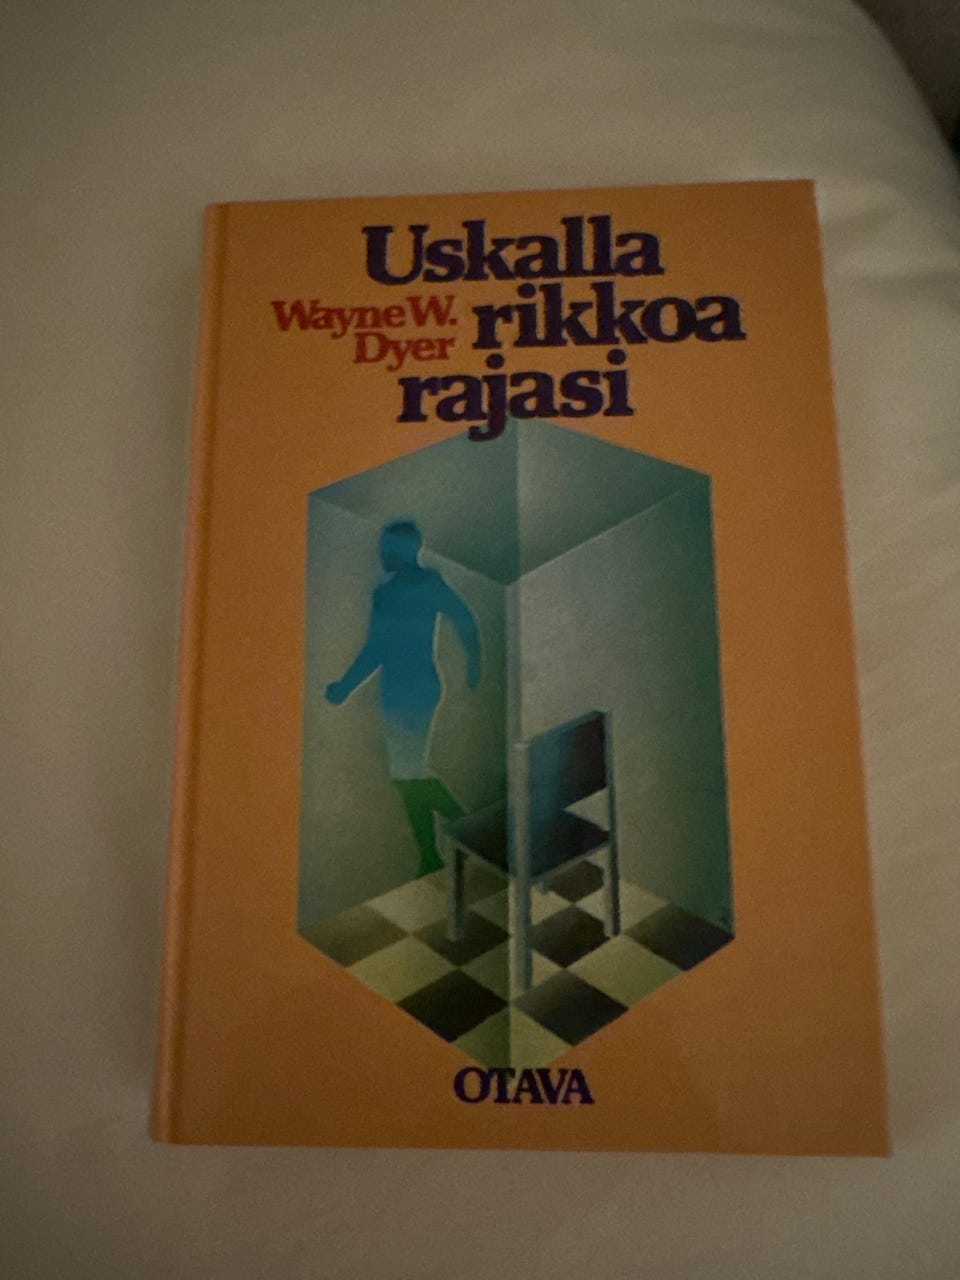 Uskalla
Wayne W.
Dyer
rikkoa
rajasi
OTAVA